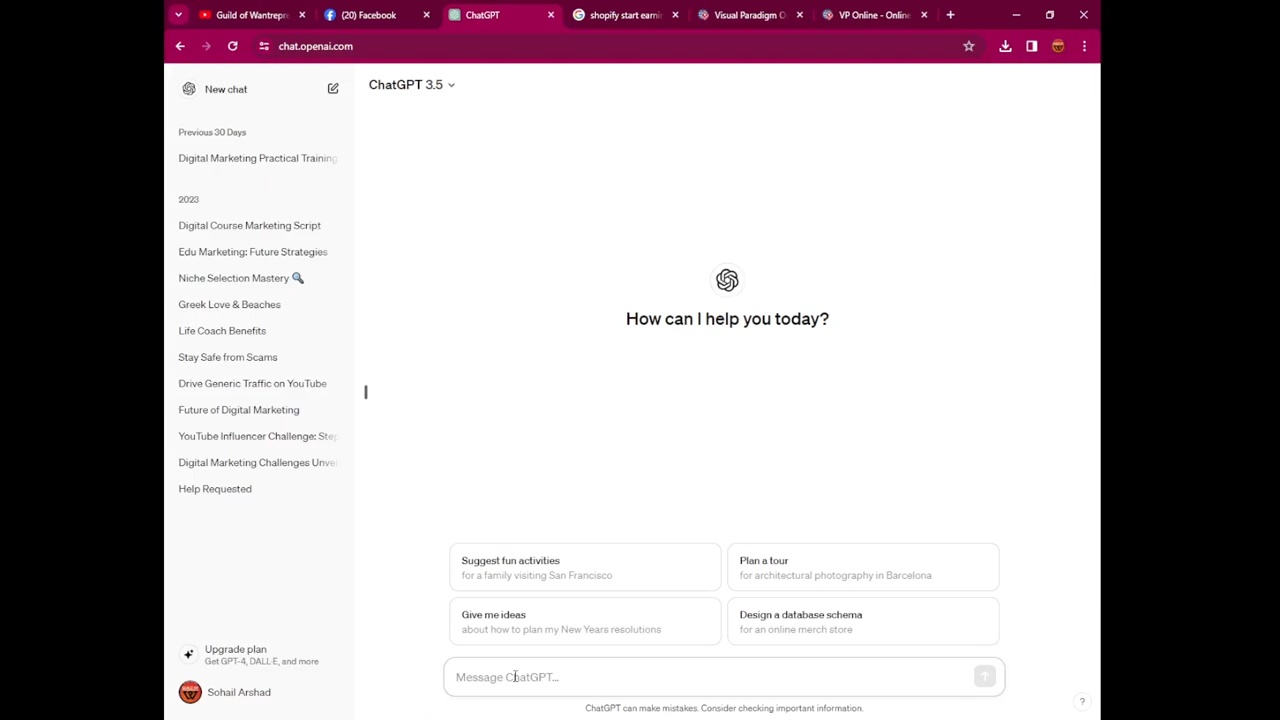 Guild of Wantrepre
(20) Facebook
ChatGPT
shopify start earni
Visual Paradigm O
VP Online - Online
chat.openai.com
New chat
ChatGPT 3.5
Previous 30 Days
Digital Marketing Practical Training
2023
Digital Course Marketing Script
Edu Marketing: Future Strategies
Niche Selection Mastery 🔍
Greek Love & Beaches
Life Coach Benefits
Stay Safe from Scams
Drive Generic Traffic on YouTube
Future of Digital Marketing
YouTube Influencer Challenge: Step
Digital Marketing Challenges Unvei
Help Requested
How can I help you today?
Suggest fun activities
for a family visiting San Francisco
Plan a tour
for architectural photography in Barcelona
Give me ideas
about how to plan my New Years resolutions
Design a database schema
for an online merch store
Upgrade plan
Get GPT-4, DALL·E, and more
Sohail Arshad
Message ChatGPT...
ChatGPT can make mistakes. Consider checking important information.
?